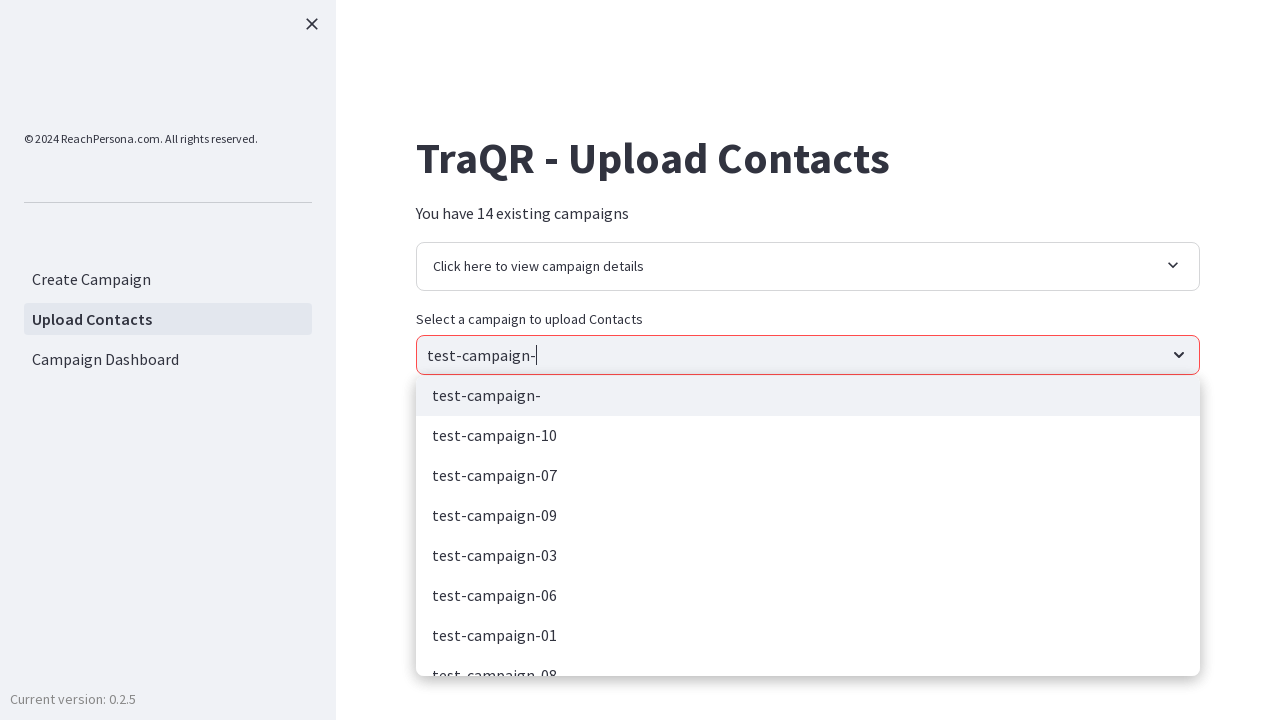 © 2024 ReachPersona.com. All rights reserved.
Create Campaign
Upload Contacts
Campaign Dashboard
Current version: 0.2.5
TraQR - Upload Contacts
You have 14 existing campaigns
Click here to view campaign details
Select a campaign to upload Contacts
test-campaign-
test-campaign-
test-campaign-10
test-campaign-07
test-campaign-09
test-campaign-03
test-campaign-06
test-campaign-01
test-campaign-08